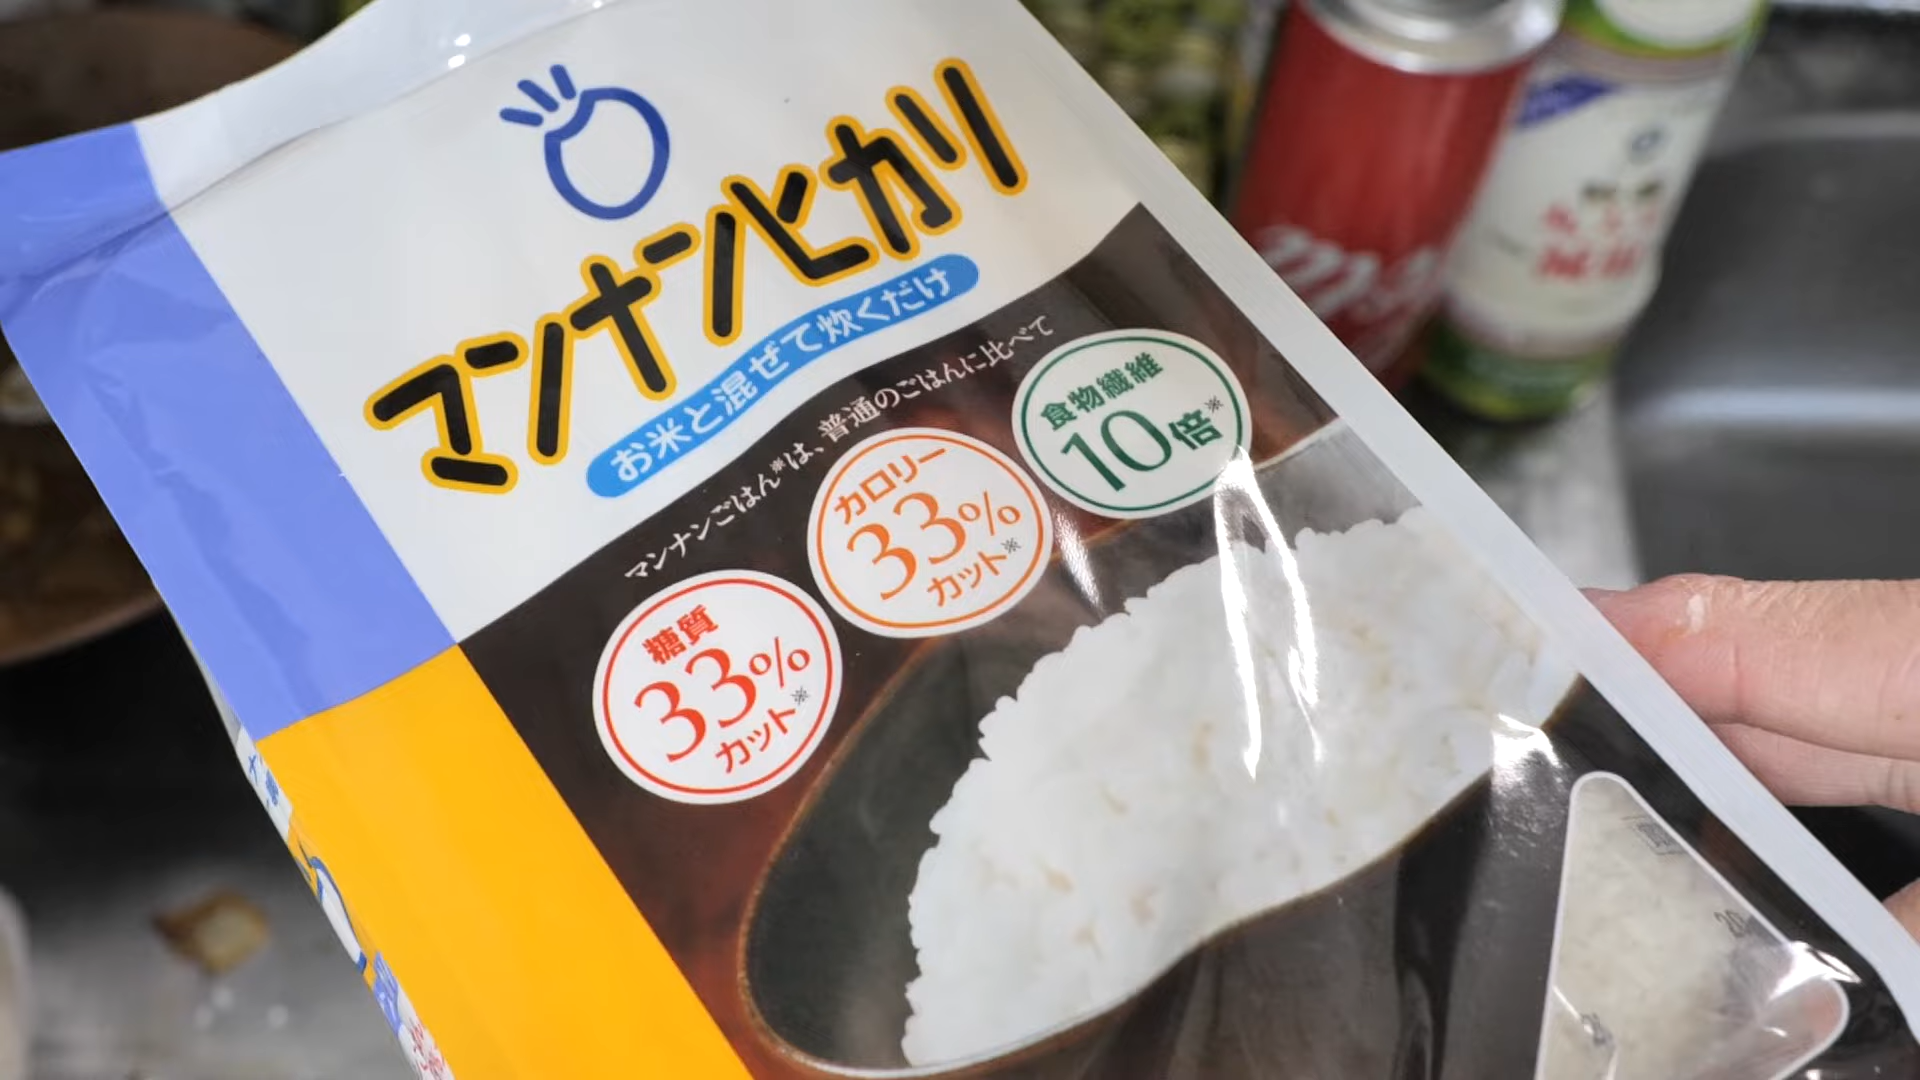 マンナンヒカリ
お米と混ぜて炊くだけ
マンナンごはん※は、普通のごはんに比べて
糖質
33%
カット※
カロリー
33%
カット※
食物繊維
10倍※